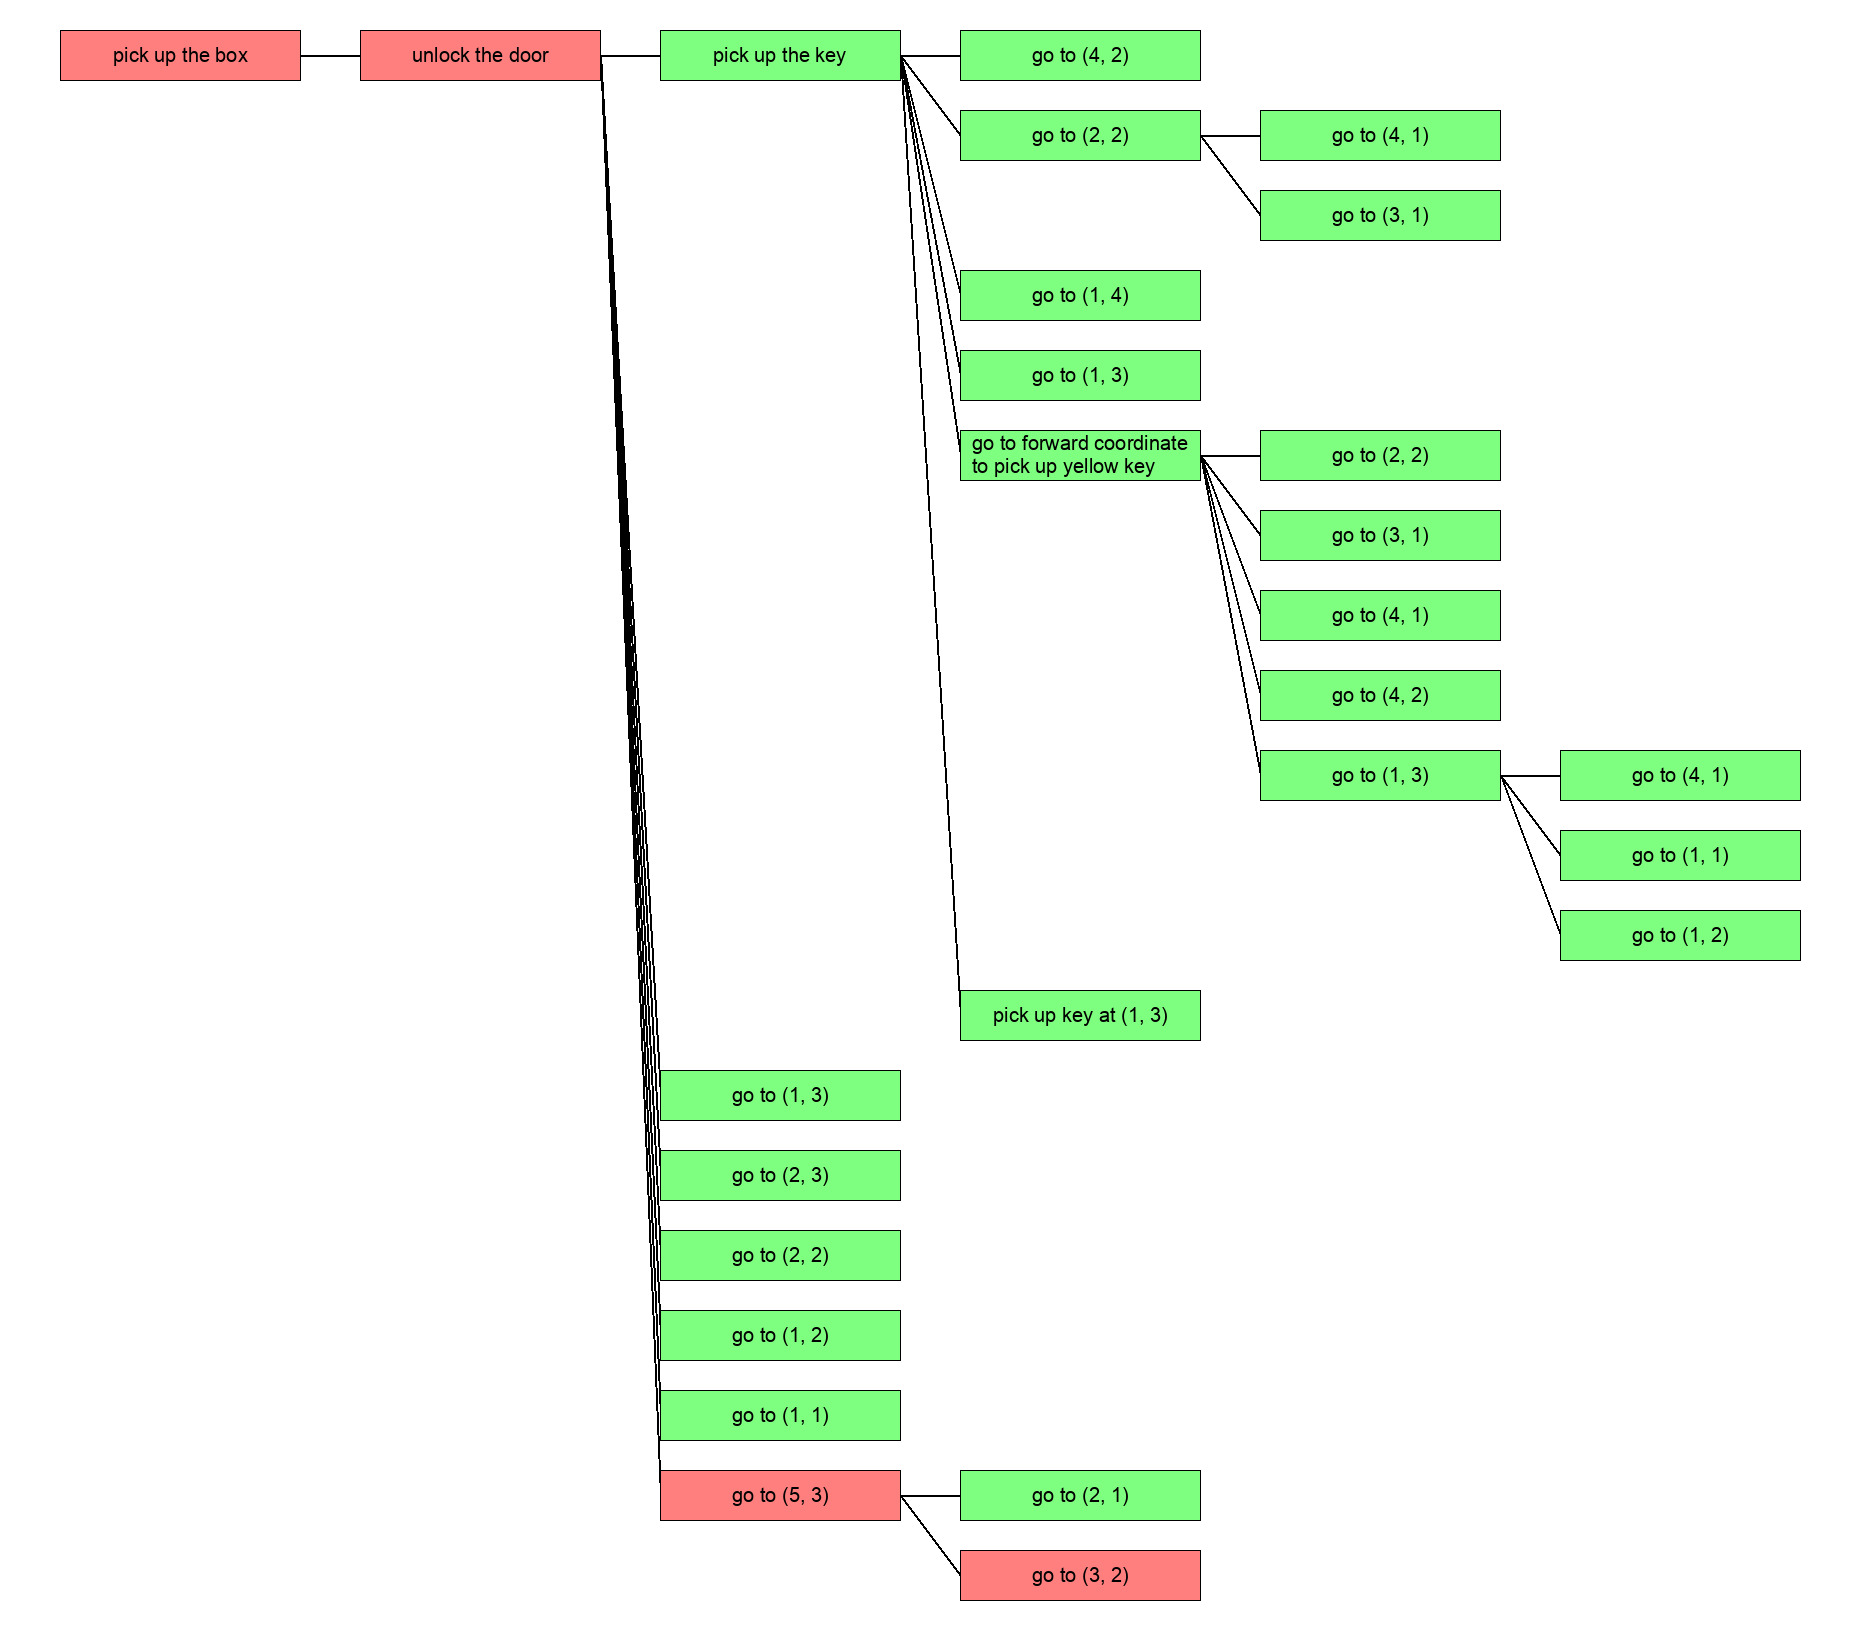 pick up the box
unlock the door
pick up the key
go to (4, 2)
go to (2, 2)
go to (4, 1)
go to (3, 1)
go to (1, 4)
go to (1, 3)
go to forward coordinate
to pick up yellow key
go to (2, 2)
go to (3, 1)
go to (4, 1)
go to (4, 2)
go to (1, 3)
go to (4, 1)
go to (1, 1)
go to (1, 2)
pick up key at (1, 3)
go to (1, 3)
go to (2, 3)
go to (2, 2)
go to (1, 2)
go to (1, 1)
go to (5, 3)
go to (2, 1)
go to (3, 2)